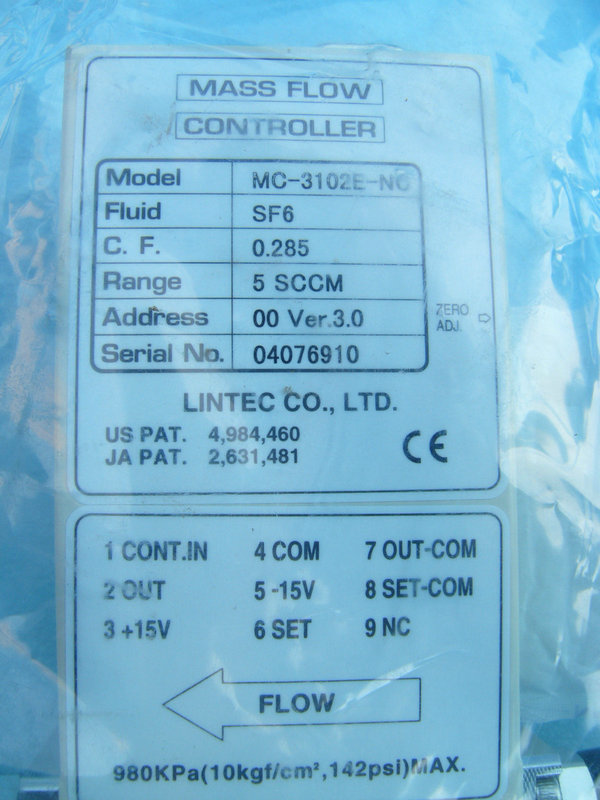 MASS FLOW
CONTROLLER
Model MC-3102E-NC
Fluid SF6
C. F. 0.285
Range 5 SCCM
Address 00 Ver.3.0
Serial No. 04076910
ZERO
ADJ.
LINTEC CO., LTD.
US PAT. 4,984,460
JA PAT. 2,631,481
CE
1 CONT.IN 4 COM 7 OUT-COM
2 OUT 5 -15V 8 SET-COM
3 +15V 6 SET 9 NC
FLOW
980KPa(10kgf/cm²,142psi)MAX.